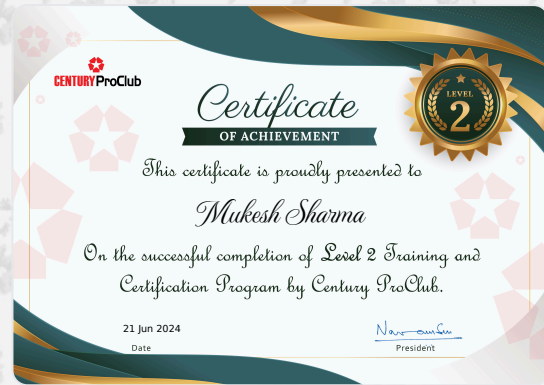 CENTURY ProClub
LEVEL
2
Certificate
OF ACHIEVEMENT
This certificate is proudly presented to
Mukesh Sharma
On the successful completion of Level 2 Training and
Certification Program by Century ProClub.
21 Jun 2024
Date
President